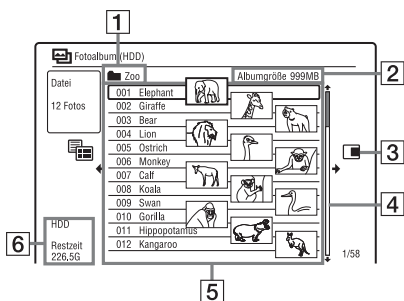 1
Fotoalbum (HDD)
Zoo
Albumgröße 999MB
2
Datei
12 Fotos
001 Elephant
002 Giraffe
003 Bear
004 Lion
005 Ostrich
006 Monkey
007 Calf
008 Koala
009 Swan
010 Gorilla
011 Hippopotamus
012 Kangaroo
3
4
1/58
6
HDD
Restzeit
226,5G
5